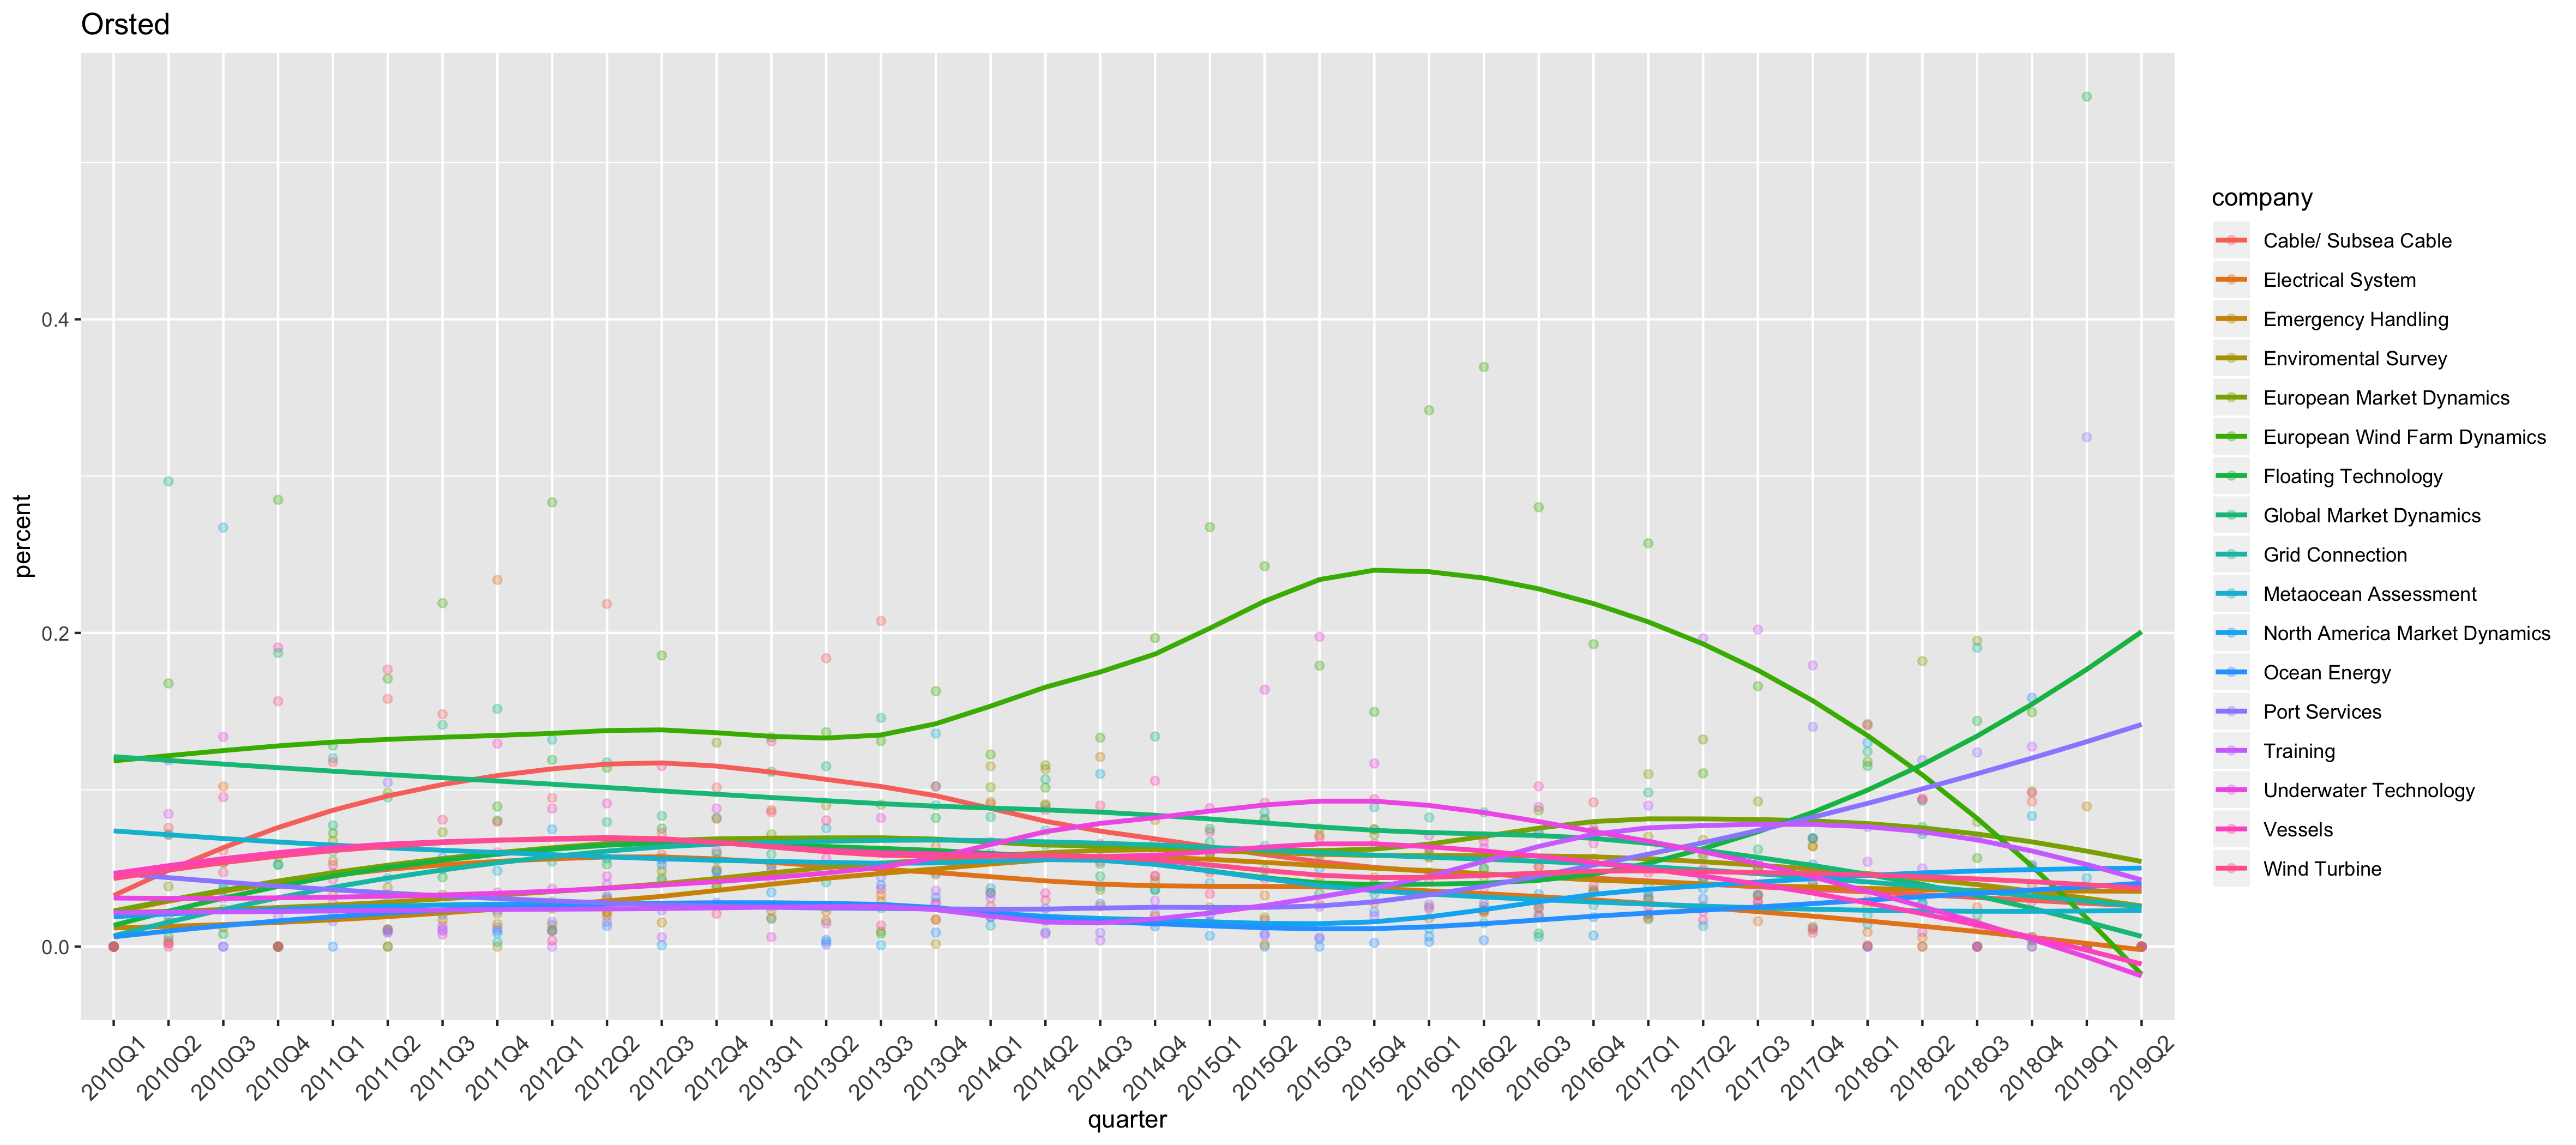 Orsted
percent
0.4
0.2
0.0
2010Q1
2010Q2
2010Q3
2010Q4
2011Q1
2011Q2
2011Q3
2011Q4
2012Q1
2012Q2
2012Q3
2012Q4
2013Q1
2013Q2
2013Q3
2013Q4
2014Q1
2014Q2
2014Q3
2014Q4
2015Q1
2015Q2
2015Q3
2015Q4
2016Q1
2016Q2
2016Q3
2016Q4
2017Q1
2017Q2
2017Q3
2017Q4
2018Q1
2018Q2
2018Q3
2018Q4
2019Q1
2019Q2
quarter
company
Cable/ Subsea Cable
Electrical System
Emergency Handling
Enviromental Survey
European Market Dynamics
European Wind Farm Dynamics
Floating Technology
Global Market Dynamics
Grid Connection
Metaocean Assessment
North America Market Dynamics
Ocean Energy
Port Services
Training
Underwater Technology
Vessels
Wind Turbine